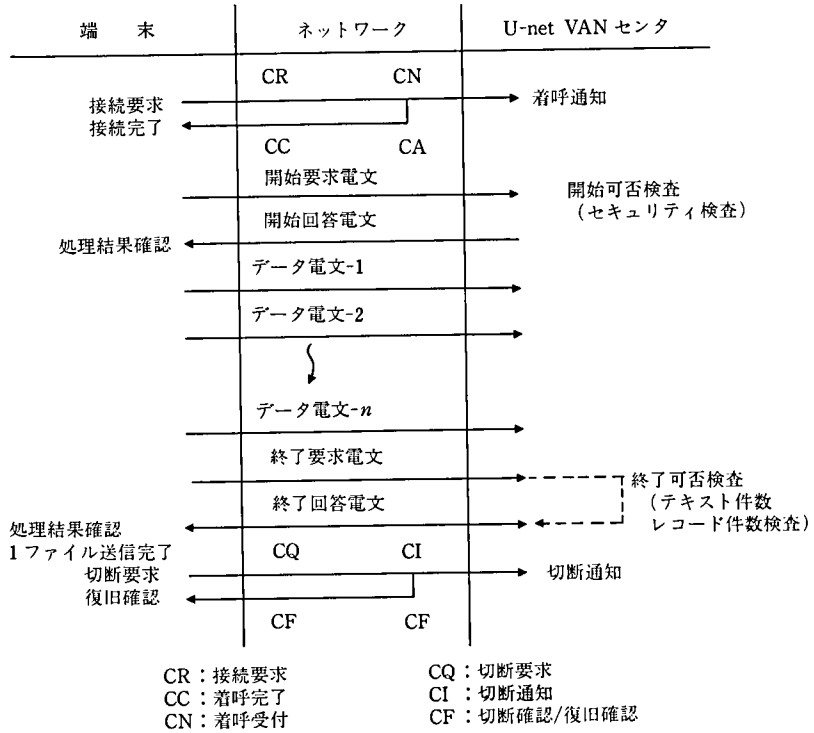 端 末 ネットワーク U-net VAN センタ
CR CN
接続要求 着呼通知
接続完了
CC CA
開始要求電文
開始可否検査
（セキュリティ検査）
開始回答電文
処理結果確認
データ電文-1
データ電文-2
データ電文-n
終了要求電文
終了可否検査
（テキスト件数
レコード件数検査）
終了回答電文
処理結果確認
1ファイル送信完了
CQ CI
切断要求 切断通知
復旧確認
CF CF
CR：接続要求
CC：着呼完了
CN：着呼受付
CQ：切断要求
CI：切断通知
CF：切断確認/復旧確認